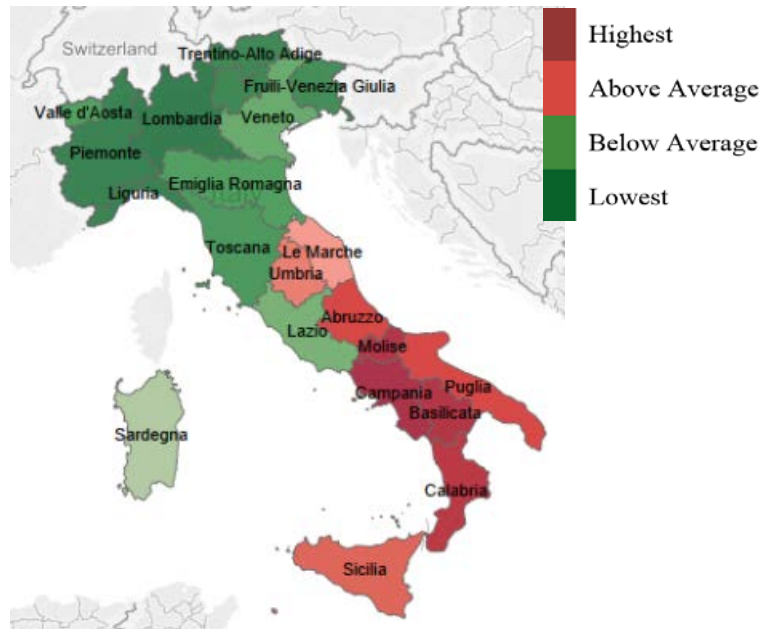 Switzerland
Trentino-Alto Adige
Fruili-Venezia Giulia
Valle d'Aosta
Lombardia
Veneto
Piemonte
Emiglia Romagna
Liguria
Italy
Toscana
Le Marche
Umbria
Abruzzo
Lazio
Molise
Puglia
Campania
Basilicata
Sardegna
Calabria
Sicilia
Highest
Above Average
Below Average
Lowest